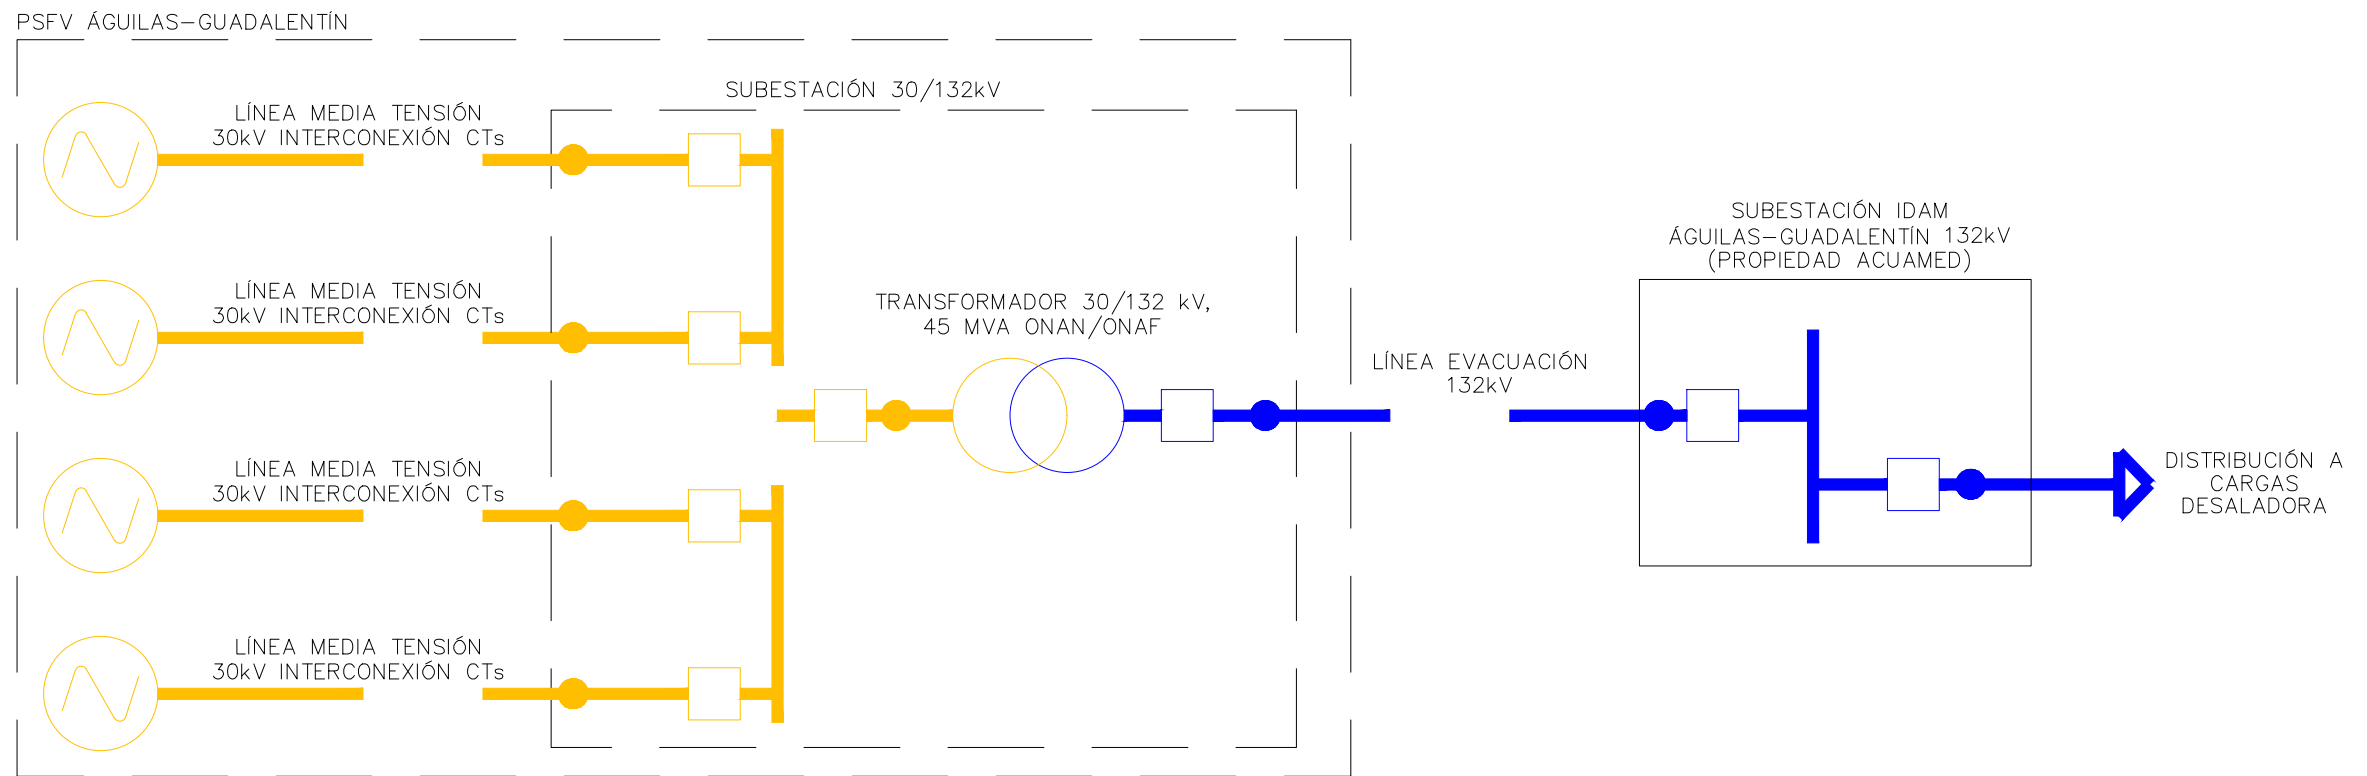 PSFV ÁGUILAS-GUADALENTÍN
SUBESTACIÓN 30/132kV
LÍNEA MEDIA TENSIÓN
30kV INTERCONEXIÓN CTs
LÍNEA MEDIA TENSIÓN
30kV INTERCONEXIÓN CTs
LÍNEA MEDIA TENSIÓN
30kV INTERCONEXIÓN CTs
LÍNEA MEDIA TENSIÓN
30kV INTERCONEXIÓN CTs
TRANSFORMADOR 30/132 kV,
45 MVA ONAN/ONAF
LÍNEA EVACUACIÓN
132kV
SUBESTACIÓN IDAM
ÁGUILAS-GUADALENTÍN 132kV
(PROPIEDAD ACUAMED)
DISTRIBUCIÓN A
CARGAS
DESALADORA